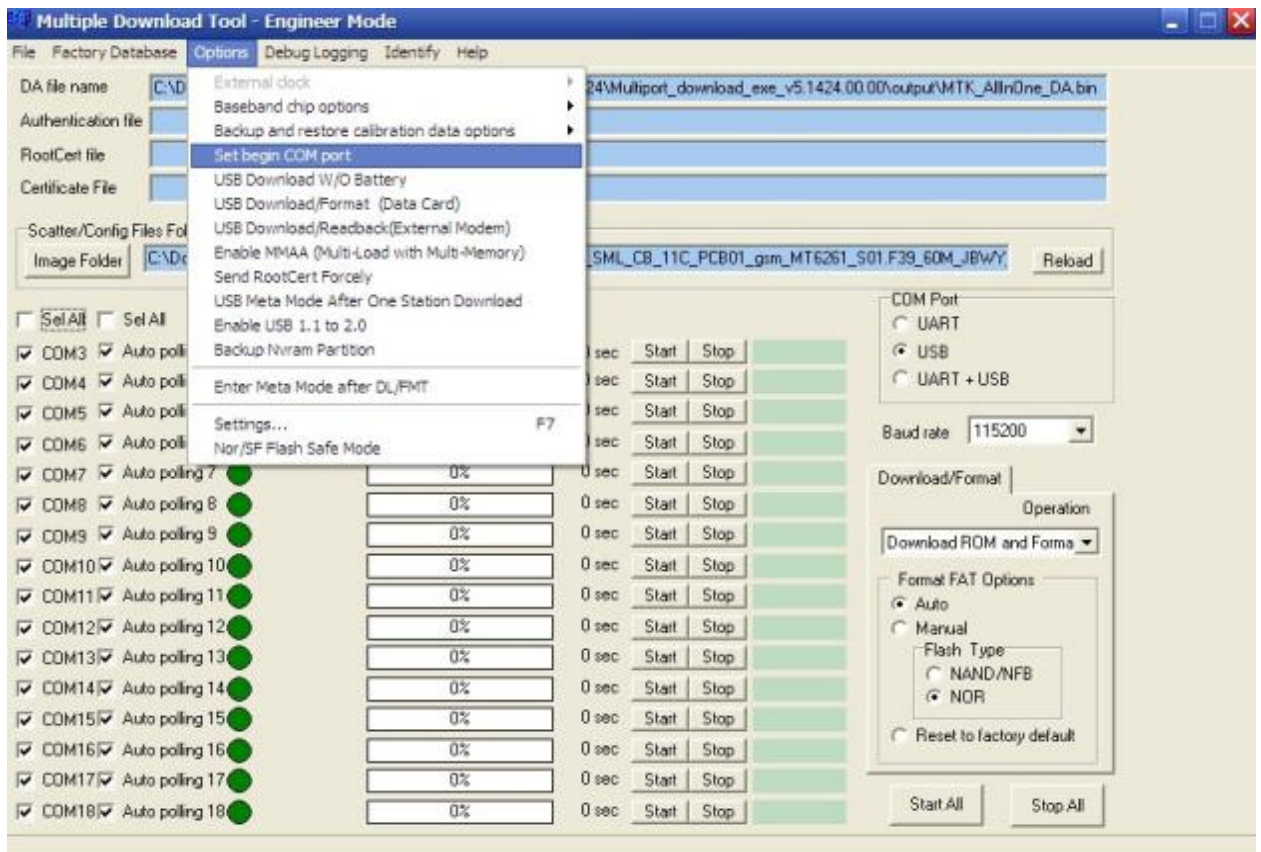 Multiple Download Tool - Engineer Mode
File Factory Database Options Debug Logging Identify Help
DA file name C:\D 24\Multiport_download_exe_v5.1424.00.00\output\MTK_AllInOne_DA.bin
Authentication file
RootCert file
Certificate File
External clock
Baseband chip options
Backup and restore calibration data options
Set begin COM port
USB Download W/O Battery
USB Download/Format (Data Card)
USB Download/Readback(External Modem)
Enable MMAA (Multi-Load with Multi-Memory)
Send RootCert Forcely
USB Meta Mode After One Station Download
Enable USB 1.1 to 2.0
Backup Nvram Partition
Enter Meta Mode after DL/FMT
Settings... F7
Nor/SF Flash Safe Mode
Scatter/Config Files Fol
Image Folder C:\Do _SML_CB_11C_PCB01_gsm_MT6261_S01.F39_60M_JBWY. Reload
Sel All Sel All
COM3 Auto polli sec Start Stop
COM4 Auto polli sec Start Stop
COM5 Auto polli sec Start Stop
COM6 Auto polli sec Start Stop
COM7 Auto polling 7 0% 0 sec Start Stop
COM8 Auto polling 8 0% 0 sec Start Stop
COM9 Auto polling 9 0% 0 sec Start Stop
COM10 Auto polling 10 0% 0 sec Start Stop
COM11 Auto polling 11 0% 0 sec Start Stop
COM12 Auto polling 12 0% 0 sec Start Stop
COM13 Auto polling 13 0% 0 sec Start Stop
COM14 Auto polling 14 0% 0 sec Start Stop
COM15 Auto polling 15 0% 0 sec Start Stop
COM16 Auto polling 16 0% 0 sec Start Stop
COM17 Auto polling 17 0% 0 sec Start Stop
COM18 Auto polling 18 0% 0 sec Start Stop
COM Port
UART
USB
UART + USB
Baud rate 115200
Download/Format
Operation
Download ROM and Forma
Format FAT Options
Auto
Manual
Flash Type
NAND/NFB
NOR
Reset to factory default
Start All Stop All